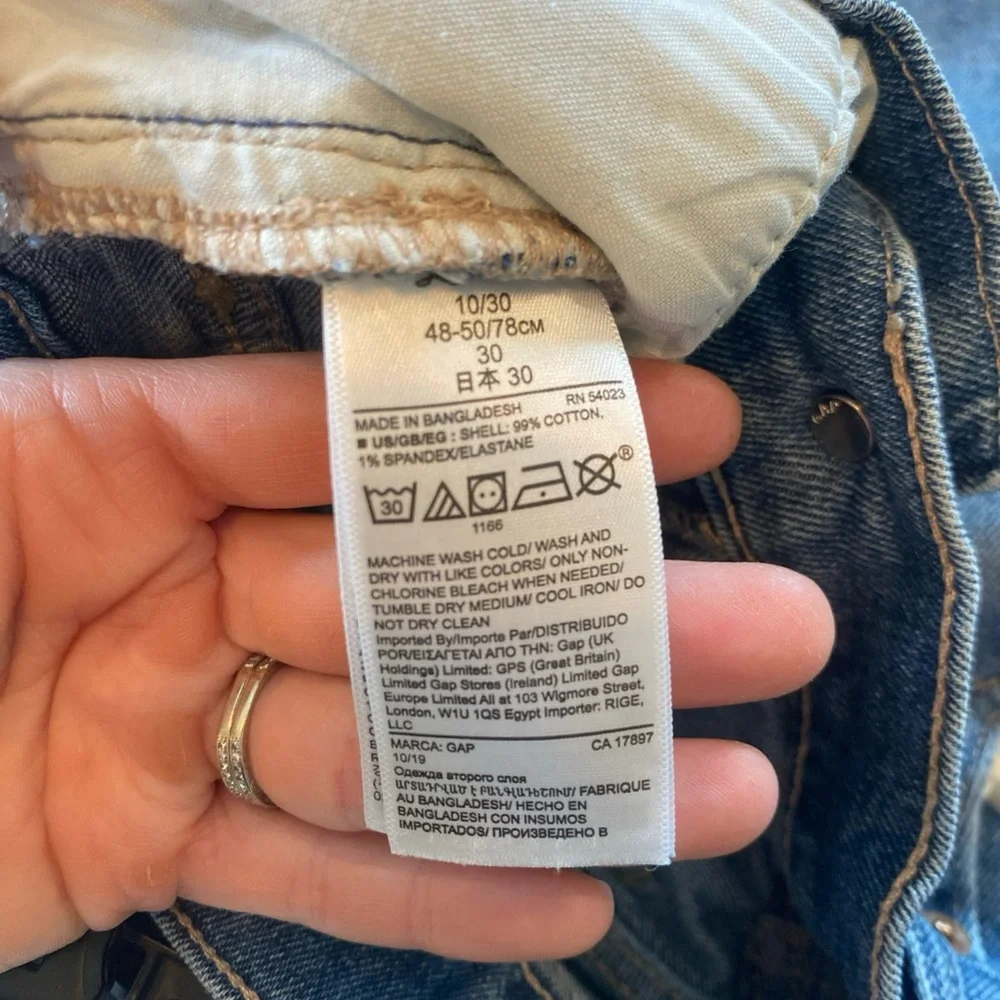 10/30
48-50/78CM
30
日本 30
MADE IN BANGLADESH RN 54023
■ US/GB/EG : SHELL: 99% COTTON,
1% SPANDEX/ELASTANE
30 ®
1166
MACHINE WASH COLD/ WASH AND
DRY WITH LIKE COLORS/ ONLY NON-
CHLORINE BLEACH WHEN NEEDED/
TUMBLE DRY MEDIUM/ COOL IRON/ DO
NOT DRY CLEAN
Imported By/Importe Par/DISTRIBUIDO
POR/ΕΙΣΑΓΕΤΑΙ ΑΠΟ ΤΗΝ: Gap (UK
Holdings) Limited: GPS (Great Britain)
Limited Gap Stores (Ireland) Limited Gap
Europe Limited All at 103 Wigmore Street,
London, W1U 1QS Egypt Importer: RIGE,
LLC
MARCA: GAP CA 17897
10/19
Одежда второго слоя
ԱՐՏԱԴՐՎԱԾ Է ԲԱՆԳԼԱԴԵՇՈՒՄ/ FABRIQUE
AU BANGLADESH/ HECHO EN
BANGLADESH CON INSUMOS
IMPORTADOS/ ПРОИЗВЕДЕНО В